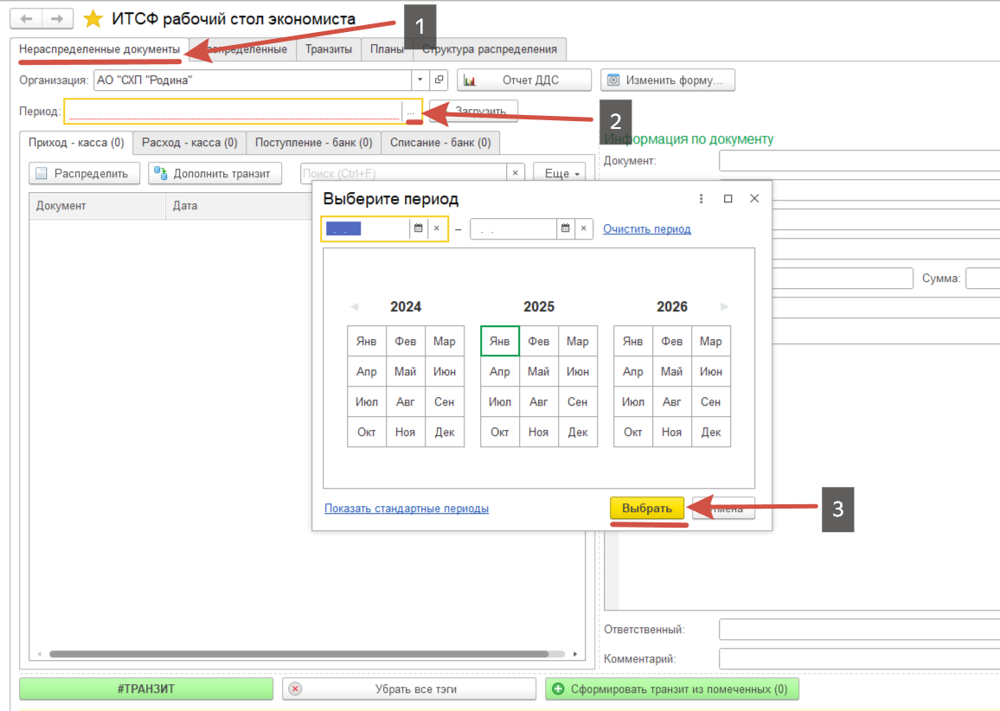 ИТСФ рабочий стол экономиста
1
Нераспределенные документы Транзиты Планы Структура распределения
Организация: АО "СХП "Родина" Отчет ДДС Изменить форму...
Период: ... Загрузить
2
Приход - касса (0) Расход - касса (0) Поступление - банк (0) Списание - банк (0)
Информация по документу
Документ:
Распределить Дополнить транзит Поиск (Ctrl+F) × Еще
Документ Дата
Выберите период
. . × – . . × Очистить период
Сумма:
2024 2025 2026
Янв Фев Мар Янв Фев Мар Янв Фев Мар
Апр Май Июн Апр Май Июн Апр Май Июн
Июл Авг Сен Июл Авг Сен Июл Авг Сен
Окт Ноя Дек Окт Ноя Дек Окт Ноя Дек
Показать стандартные периоды Выбрать
3
Ответственный:
Комментарий:
#ТРАНЗИТ Убрать все тэги Сформировать транзит из помеченных (0)